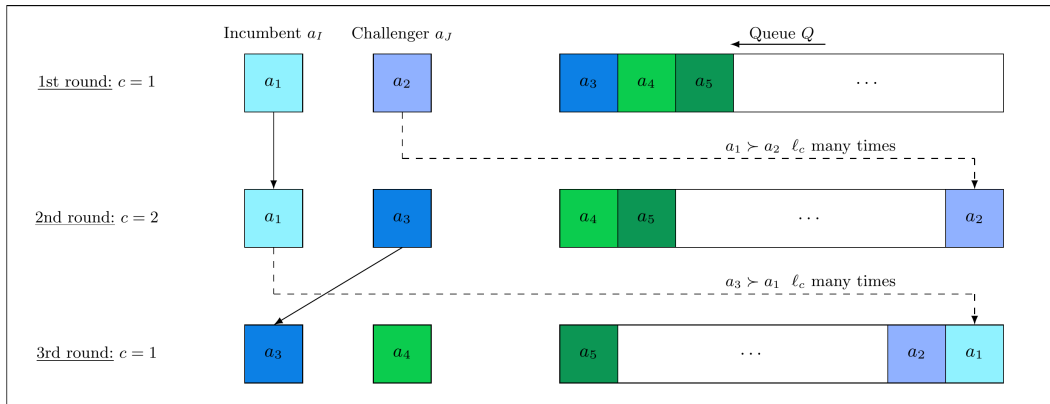 Incumbent a_I Challenger a_J Queue Q
1st round: c = 1 a_1 a_2 a_3 a_4 a_5 ...
a_1 ≻ a_2 ℓ_c many times
2nd round: c = 2 a_1 a_3 a_4 a_5 ... a_2
a_3 ≻ a_1 ℓ_c many times
3rd round: c = 1 a_3 a_4 a_5 ... a_2 a_1